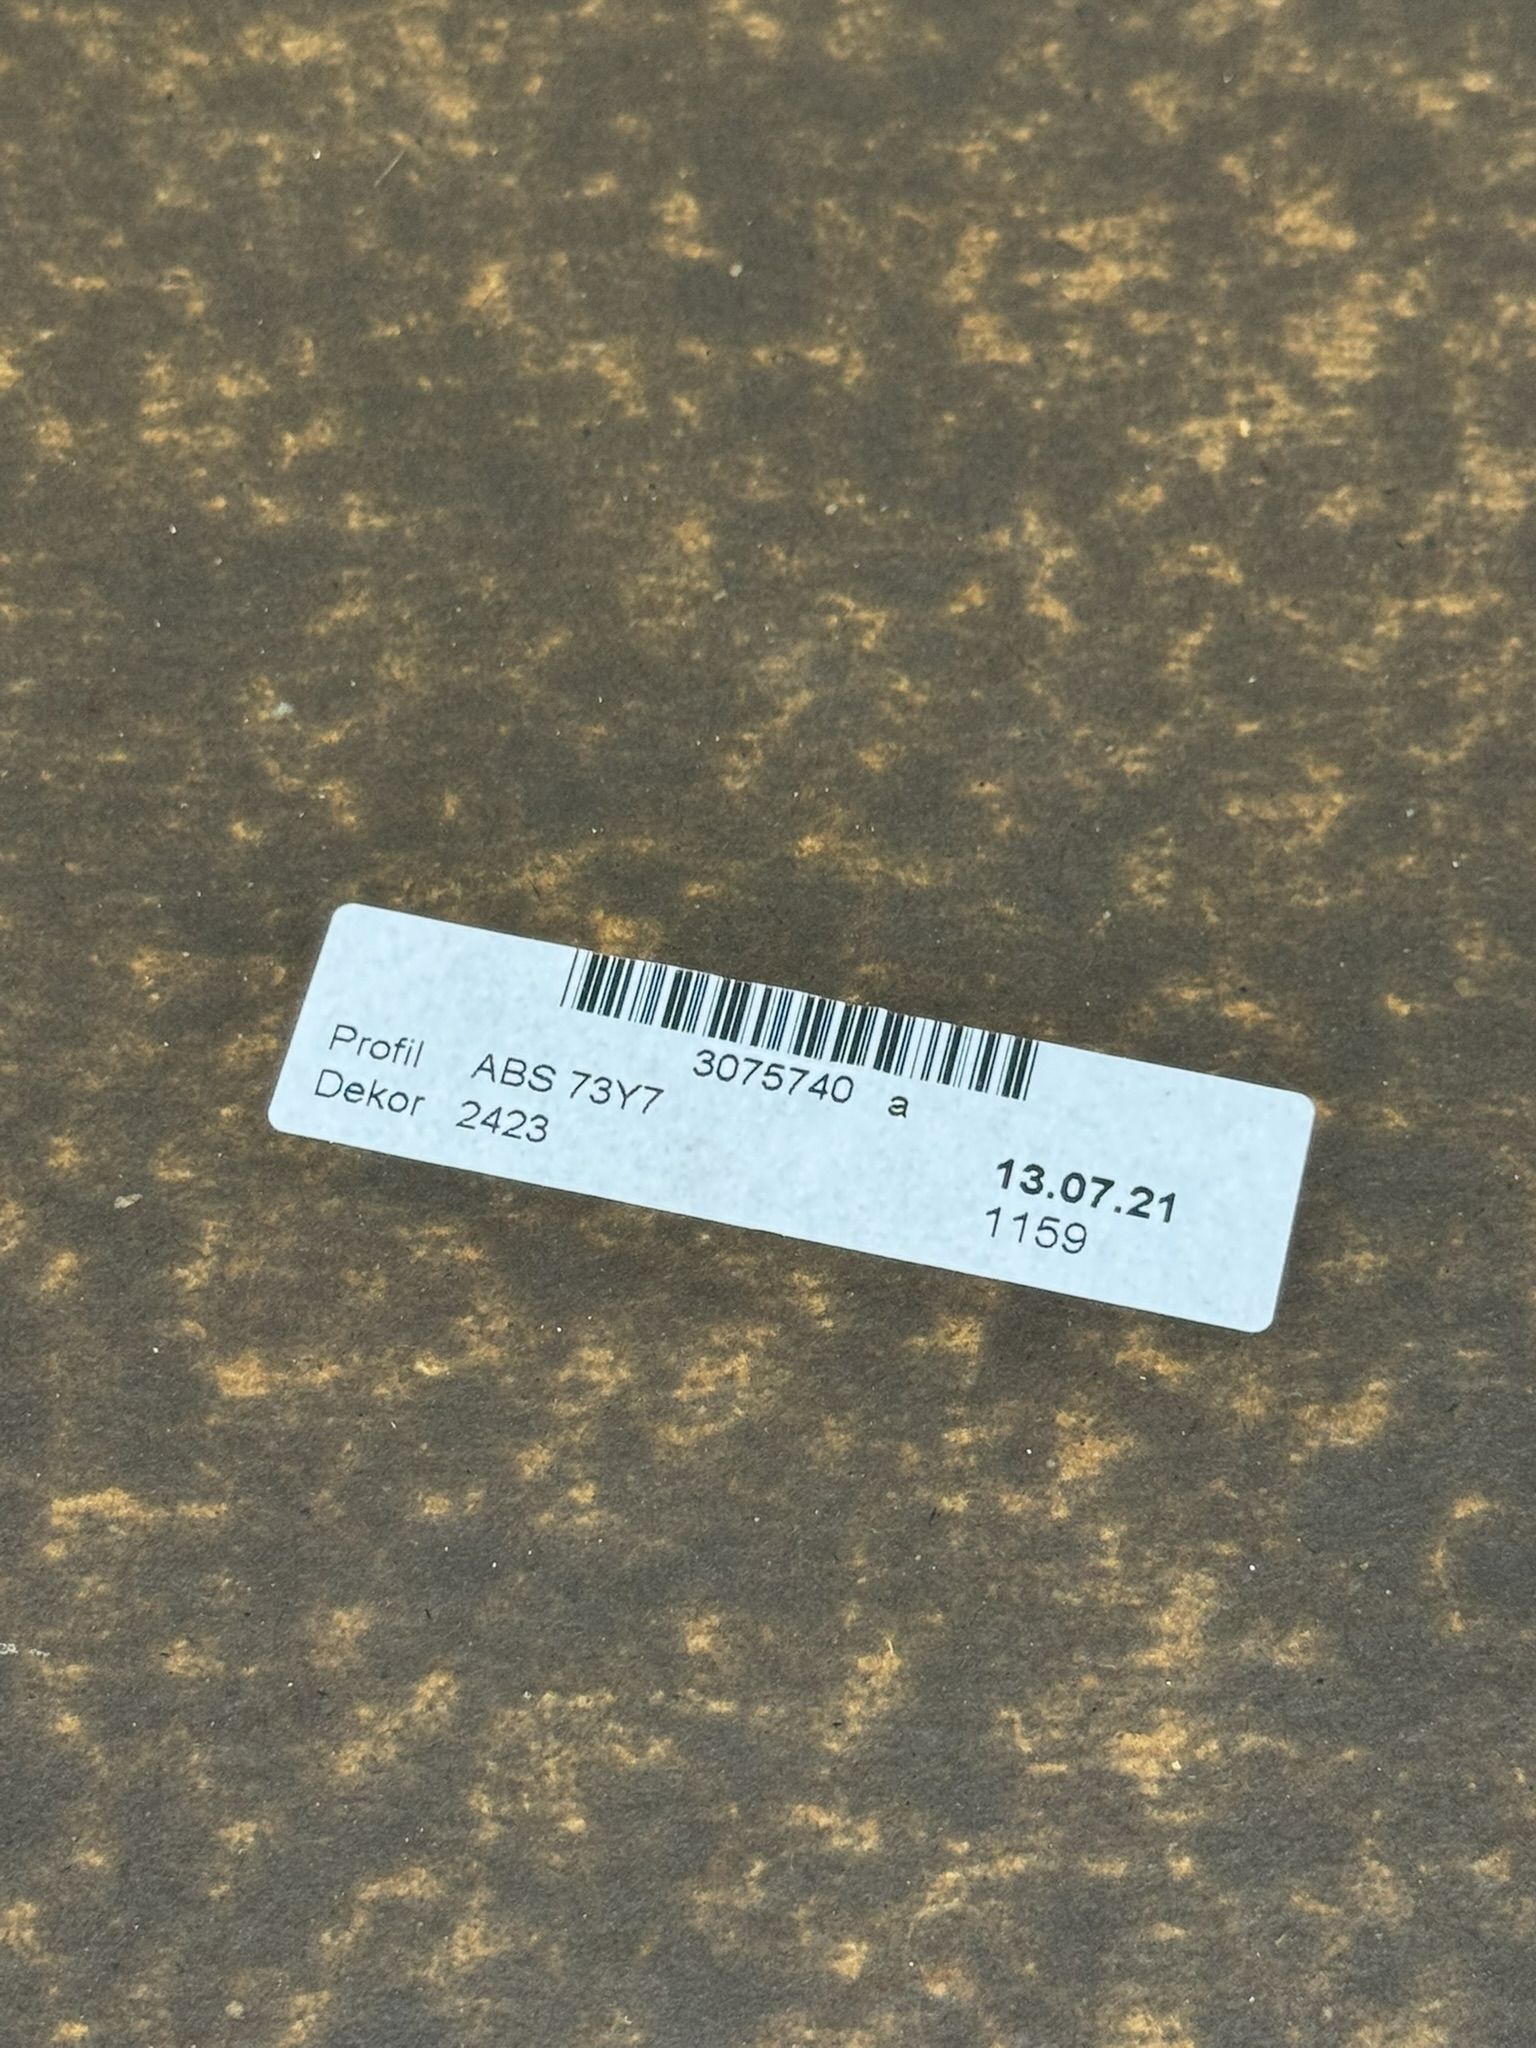 3075740 a
Profil ABS 73Y7
Dekor 2423
13.07.21
1159